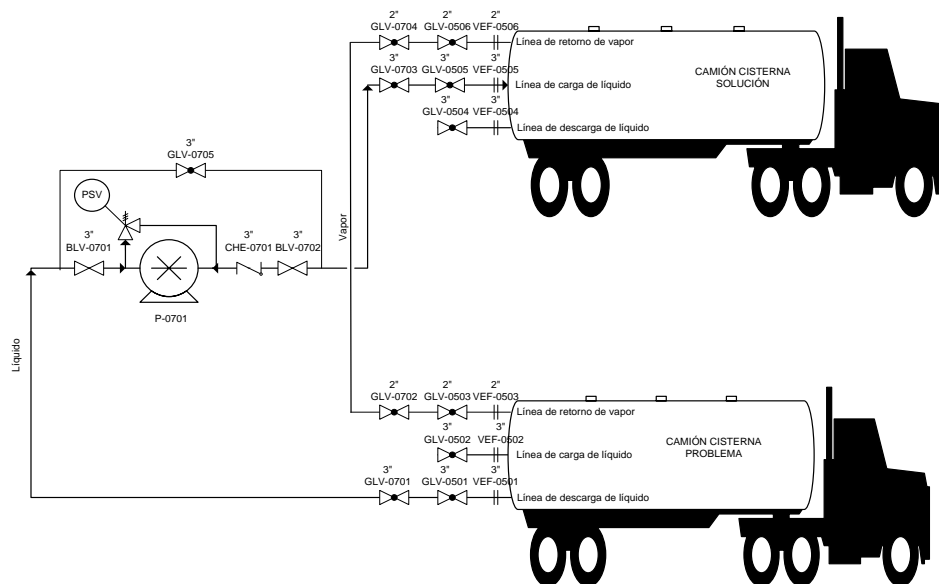 2" 2" 2"
GLV-0704 GLV-0506 VEF-0506
Línea de retorno de vapor
3" 3" 3"
GLV-0703 GLV-0505 VEF-0505
CAMIÓN CISTERNA
SOLUCIÓN
Línea de carga de líquido
3" 3"
GLV-0504 VEF-0504
Línea de descarga de líquido
3"
GLV-0705
PSV
3" 3" 3"
BLV-0701 CHE-0701 BLV-0702
Vapor
P-0701
Líquido
2" 2" 2"
GLV-0702 GLV-0503 VEF-0503
Línea de retorno de vapor
3" 3"
GLV-0502 VEF-0502
CAMIÓN CISTERNA
PROBLEMA
Línea de carga de líquido
3" 3" 3"
GLV-0701 GLV-0501 VEF-0501
Línea de descarga de líquido